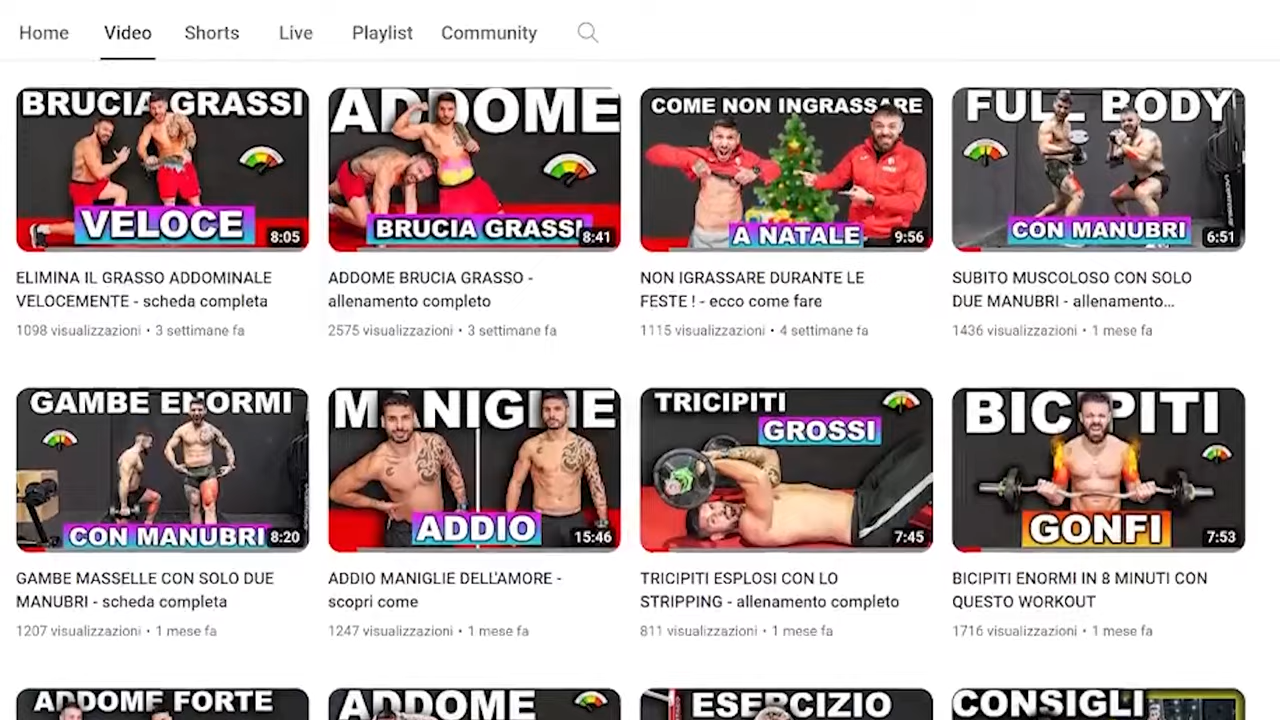 Home Video Shorts Live Playlist Community
BRUCIA GRASSI
VELOCE
8:05
ADDOME
BRUCIA GRASSI
8:41
COME NON INGRASSARE
A NATALE
9:56
FULL BODY
CON MANUBRI
6:51
ELIMINA IL GRASSO ADDOMINALE
VELOCEMENTE - scheda completa
1098 visualizzazioni • 3 settimane fa
ADDOME BRUCIA GRASSO -
allenamento completo
2575 visualizzazioni • 3 settimane fa
NON IGRASSARE DURANTE LE
FESTE ! - ecco come fare
1115 visualizzazioni • 4 settimane fa
SUBITO MUSCOLOSO CON SOLO
DUE MANUBRI - allenamento...
1436 visualizzazioni • 1 mese fa
GAMBE ENORMI
CON MANUBRI
8:20
MANIGLIE
ADDIO
15:46
TRICIPITI
GROSSI
7:45
BICIPITI
GONFI
7:53
GAMBE MASSELLE CON SOLO DUE
MANUBRI - scheda completa
1207 visualizzazioni • 1 mese fa
ADDIO MANIGLIE DELL'AMORE -
scopri come
1247 visualizzazioni • 1 mese fa
TRICIPITI ESPLOSI CON LO
STRIPPING - allenamento completo
811 visualizzazioni • 1 mese fa
BICIPITI ENORMI IN 8 MINUTI CON
QUESTO WORKOUT
1716 visualizzazioni • 1 mese fa
ADDOME FORTE
ADDOME
ESERCIZIO
CONSIGLI